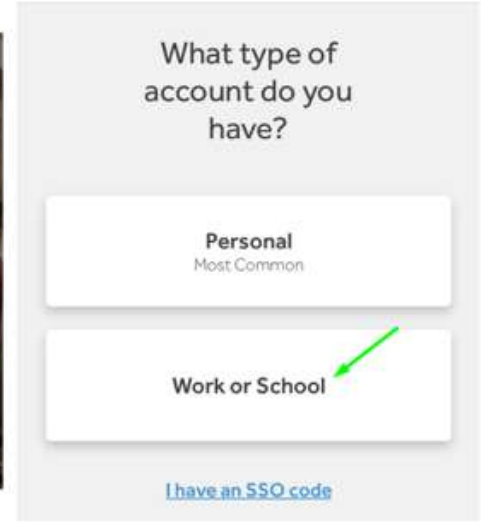 What type of
account do you
have?
Personal
Most Common
Work or School
I have an SSO code